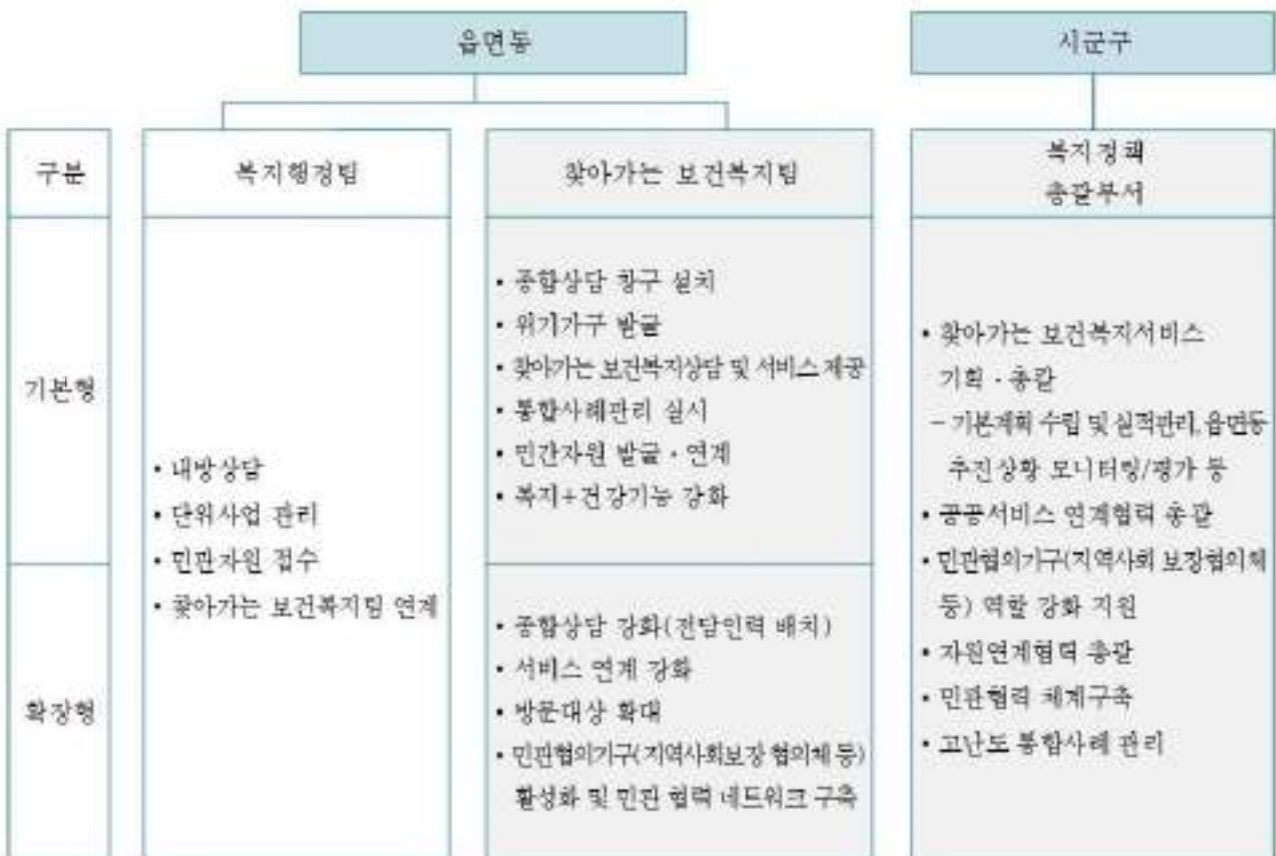 읍면동
시군구
구분
복지행정팀
찾아가는 보건복지팀
복지정책
총괄부서
기본형
• 내방상담
• 단위사업 관리
• 민관자원 접수
• 찾아가는 보건복지팀 연계
• 종합상담 창구 설치
• 위기가구 발굴
• 찾아가는 보건복지상담 및 서비스 제공
• 통합사례관리 실시
• 민간자원 발굴・연계
• 복지+건강기능 강화
확장형
• 종합상담 강화(전담인력 배치)
• 서비스 연계 강화
• 방문대상 확대
• 민관협의기구(지역사회보장 협의체 등)
활성화 및 민관 협력 네트워크 구축
• 찾아가는 보건복지서비스
기획・총괄
- 기본계획 수립 및 실적관리, 읍면동
추진상황 모니터링/평가 등
• 공공서비스 연계협력 총괄
• 민관협의기구(지역사회 보장협의체
등) 역할 강화 지원
• 자원연계협력 총괄
• 민관협력 체계구축
• 고난도 통합사례 관리